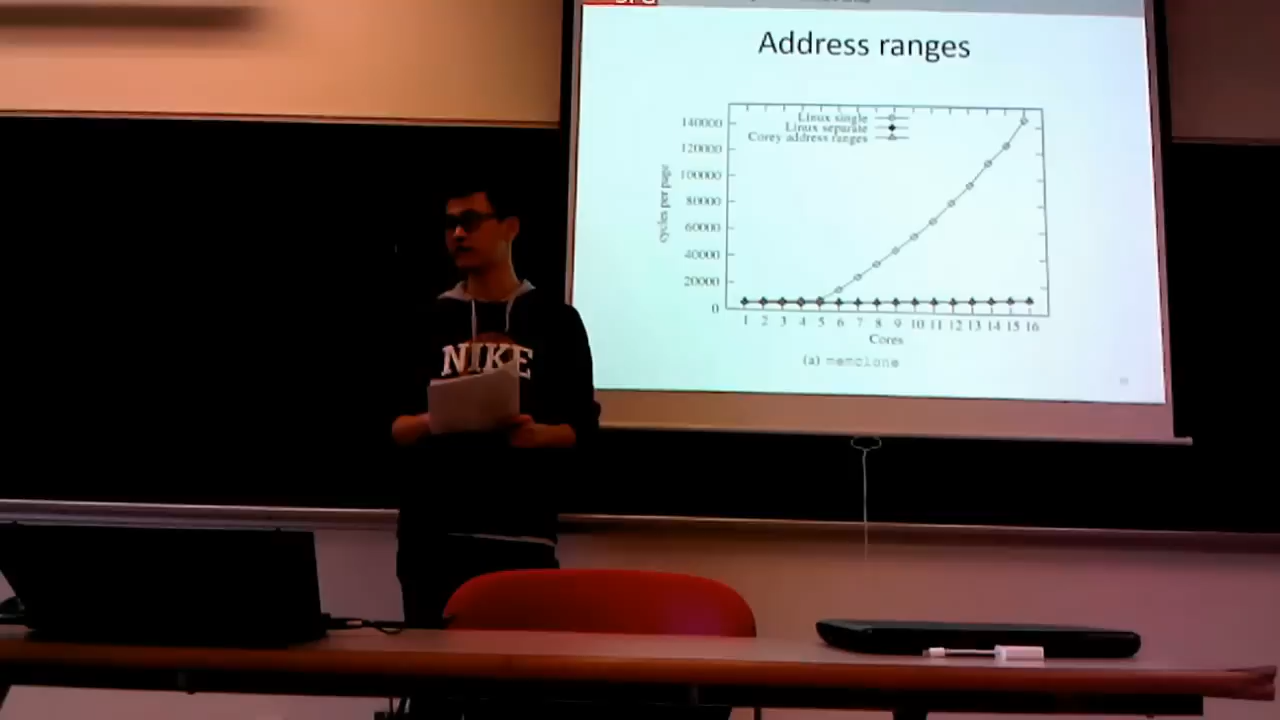 Address ranges
Linux single
Linux separate
Corey address ranges
140000
120000
100000
80000
60000
40000
20000
0
cycles per page
1 2 3 4 5 6 7 8 9 10 11 12 13 14 15 16
Cores
(a) memclone
NIKE